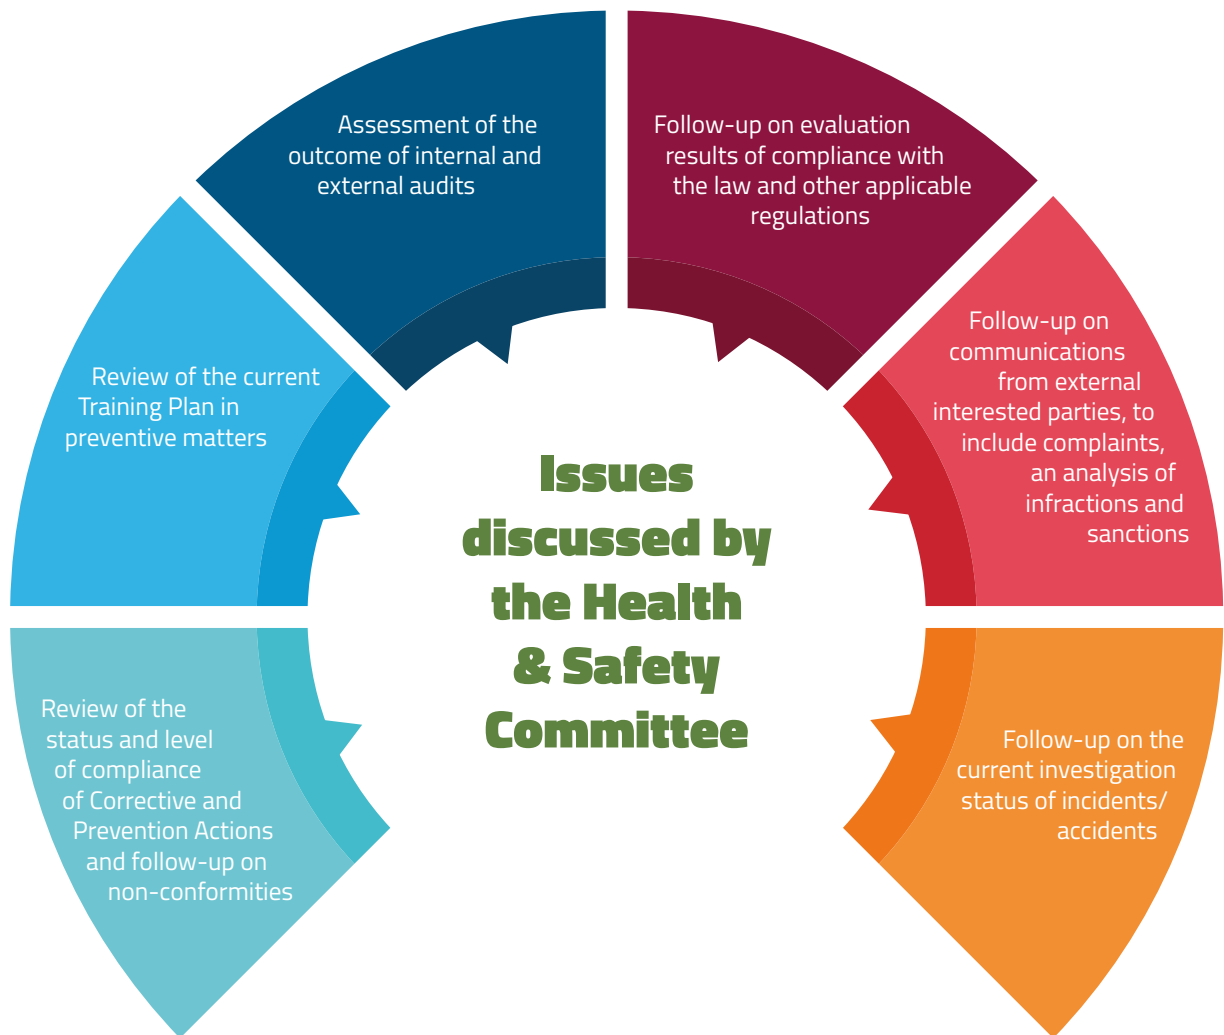 Assessment of the
outcome of internal and
external audits
Follow-up on evaluation
results of compliance with
the law and other applicable
regulations
Review of the current
Training Plan in
preventive matters
Follow-up on
communications
from external
interested parties, to
include complaints,
an analysis of
infractions and
sanctions
Issues
discussed by
the Health
& Safety
Committee
Review of the
status and level
of compliance
of Corrective and
Prevention Actions
and follow-up on
non-conformities
Follow-up on the
current investigation
status of incidents/
accidents